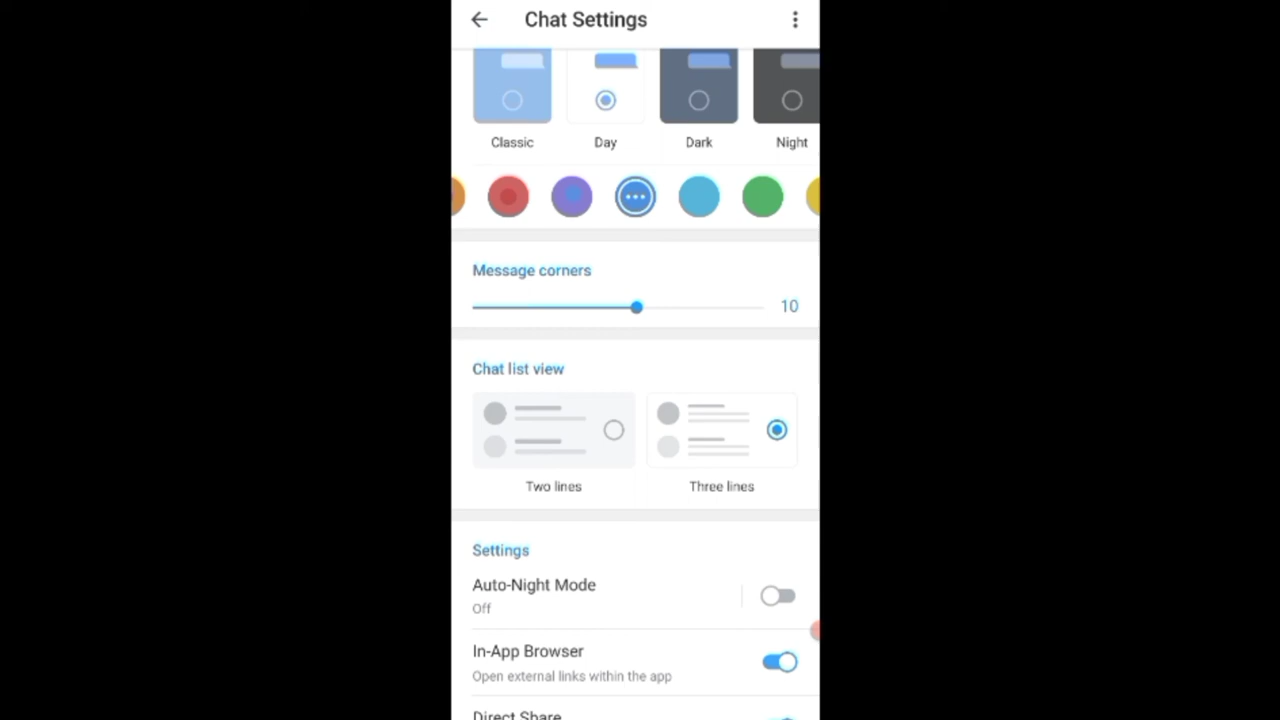 Chat Settings
Classic
Day
Dark
Night
Message corners
10
Chat list view
Two lines
Three lines
Settings
Auto-Night Mode
Off
In-App Browser
Open external links within the app
Direct Share